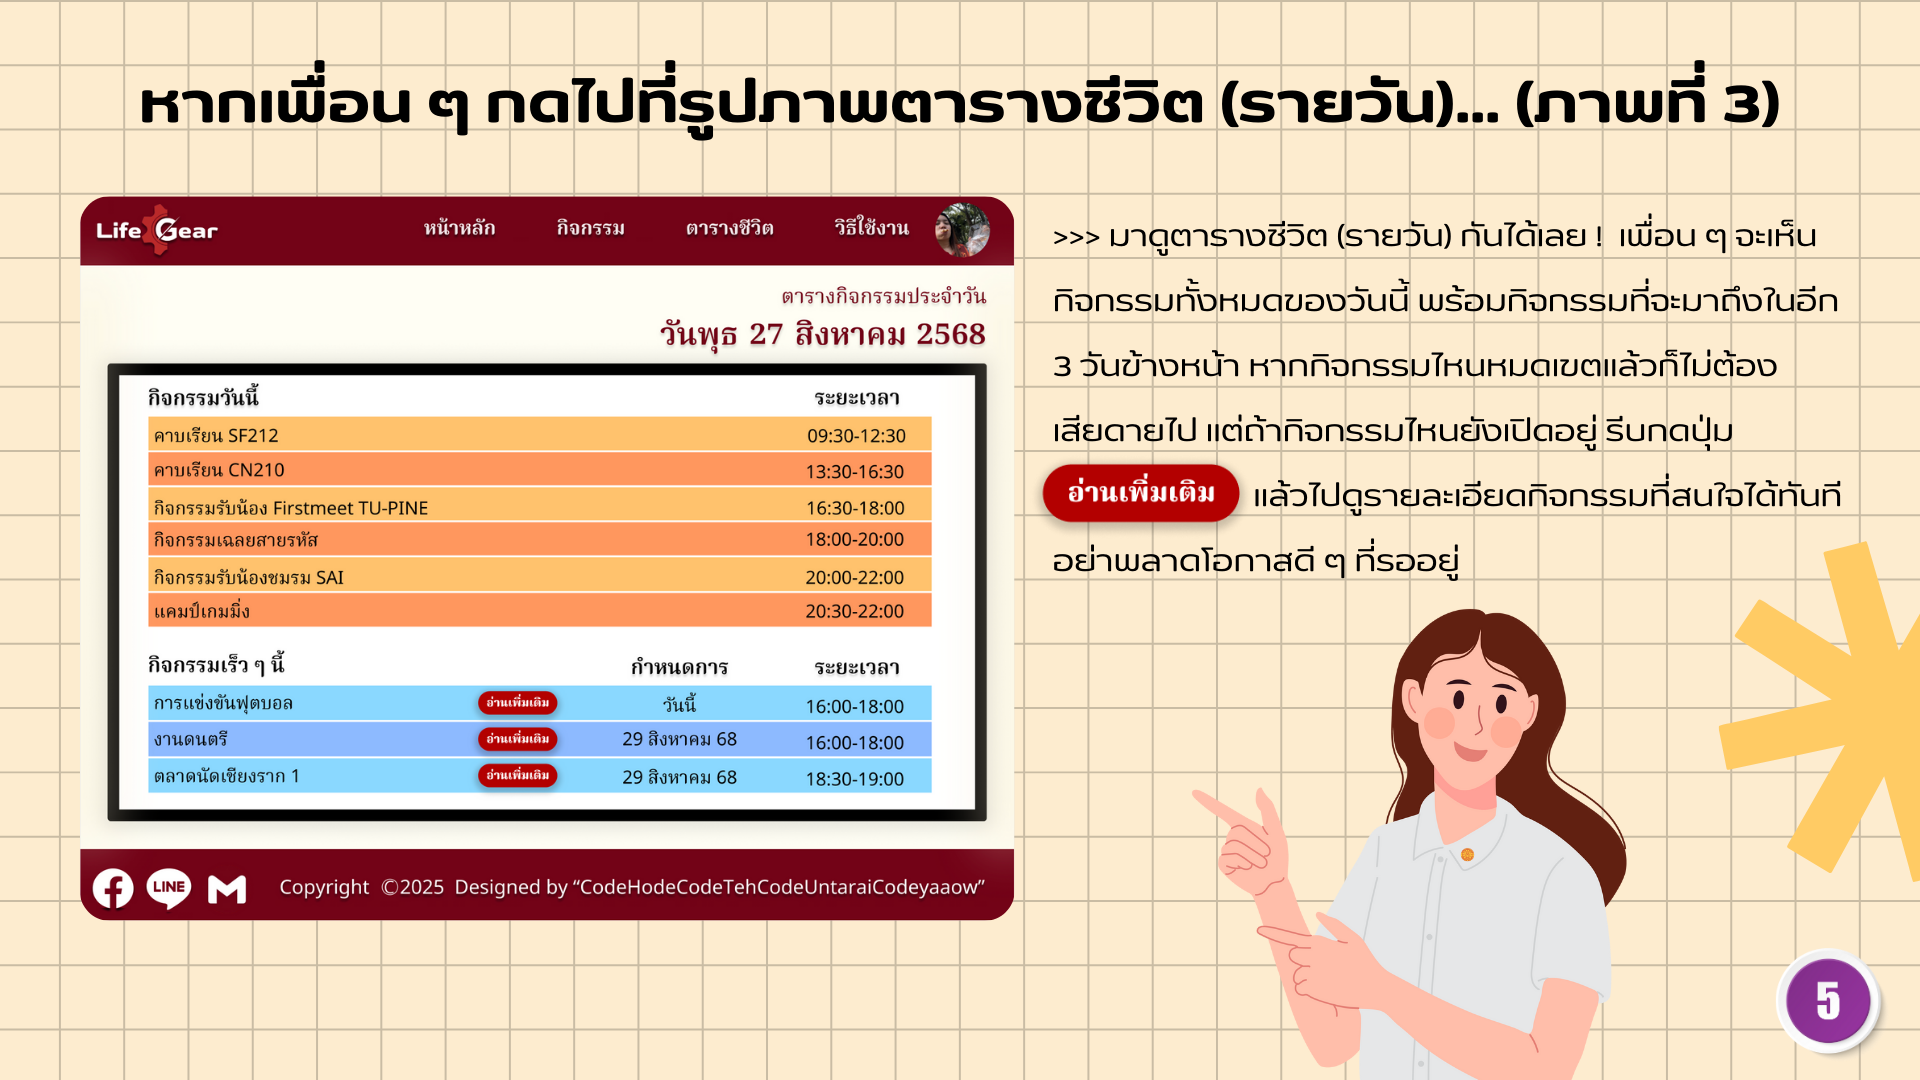 หากเพื่อน ๆ กดไปที่รูปภาพตารางชีวิต (รายวัน)... (ภาพที่ 3)
Life Gear
หน้าหลัก กิจกรรม ตารางชีวิต วิธีใช้งาน
ตารางกิจกรรมประจำวัน
วันพุธ 27 สิงหาคม 2568
กิจกรรมวันนี้ ระยะเวลา
คาบเรียน SF212 09:30-12:30
คาบเรียน CN210 13:30-16:30
กิจกรรมรับน้อง Firstmeet TU-PINE 16:30-18:00
กิจกรรมเฉลยสายรหัส 18:00-20:00
กิจกรรมรับน้องชมรม SAI 20:00-22:00
แคมป์เกมมิ่ง 20:30-22:00
กิจกรรมเร็ว ๆ นี้ กำหนดการ ระยะเวลา
การแข่งขันฟุตบอล อ่านเพิ่มเติม วันนี้ 16:00-18:00
งานดนตรี อ่านเพิ่มเติม 29 สิงหาคม 68 16:00-18:00
ตลาดนัดเชียงราก 1 อ่านเพิ่มเติม 29 สิงหาคม 68 18:30-19:00
LINE Copyright ©2025 Designed by “CodeHodeCodeTehCodeUntaraiCodeyaaow”
>>> มาดูตารางชีวิต (รายวัน) กันได้เลย ! เพื่อน ๆ จะเห็น
กิจกรรมทั้งหมดของวันนี้ พร้อมกิจกรรมที่จะมาถึงในอีก
3 วันข้างหน้า หากกิจกรรมไหนหมดเขตแล้วก็ไม่ต้อง
เสียดายไป แต่ถ้ากิจกรรมไหนยังเปิดอยู่ รีบกดปุ่ม
อ่านเพิ่มเติม แล้วไปดูรายละเอียดกิจกรรมที่สนใจได้ทันที
อย่าพลาดโอกาสดี ๆ ที่รออยู่
5